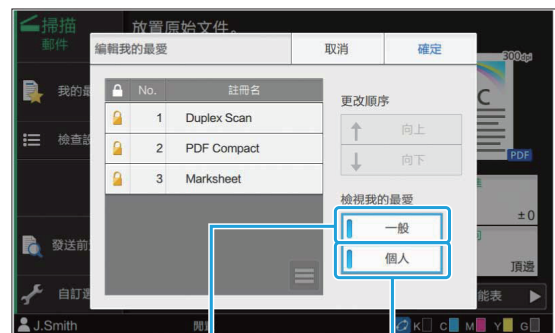 掃描
郵件
放置原始文件。
編輯我的最愛
取消
確定
300dpi
我的最
No.
註冊名
1 Duplex Scan
2 PDF Compact
3 Marksheet
更改順序
向上
向下
C
PDF
檢查設
檢視我的最愛
一般
個人
±0
頂邊
發送前
自訂選
能表
J.Smith
K C M Y G